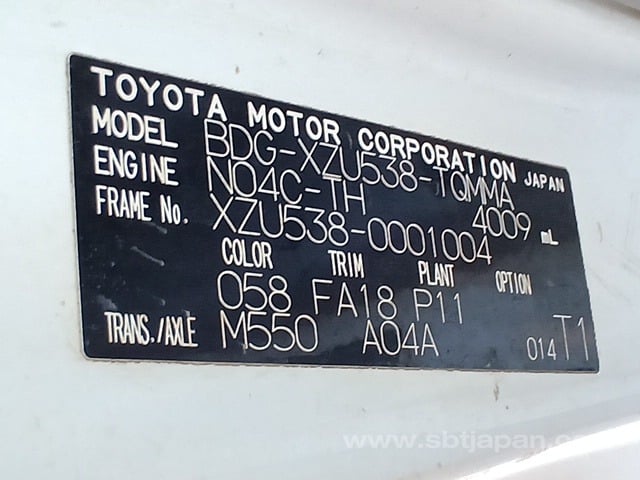 TOYOTA MOTOR CORPORATION JAPAN
MODEL BDG-XZU538-TQMMA
ENGINE N04C-TH 4009 mL
FRAME No. XZU538-0001004
COLOR TRIM PLANT OPTION
058 FA18 P11
TRANS./AXLE M550 A04A 014 T1
www.sbtjapan.c